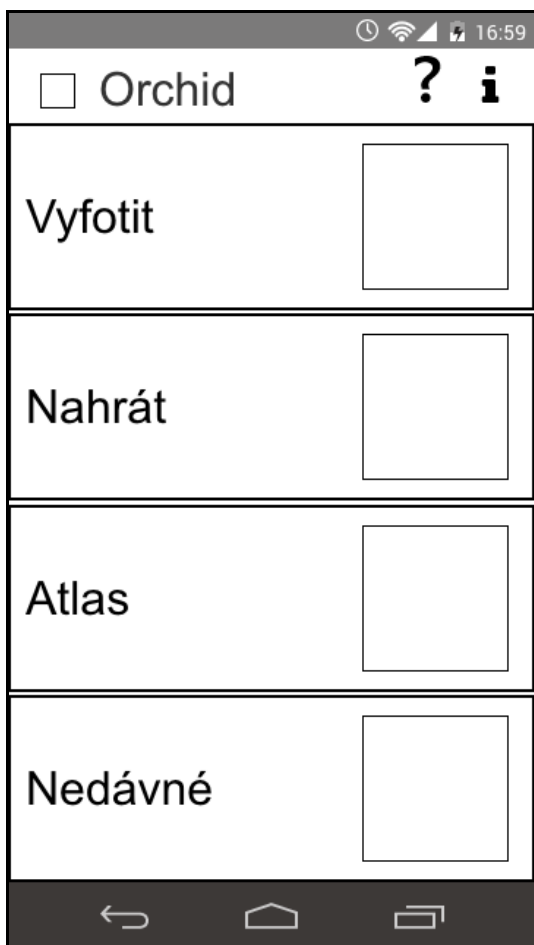 16:59
Orchid ? i
Vyfotit
Nahrát
Atlas
Nedávné